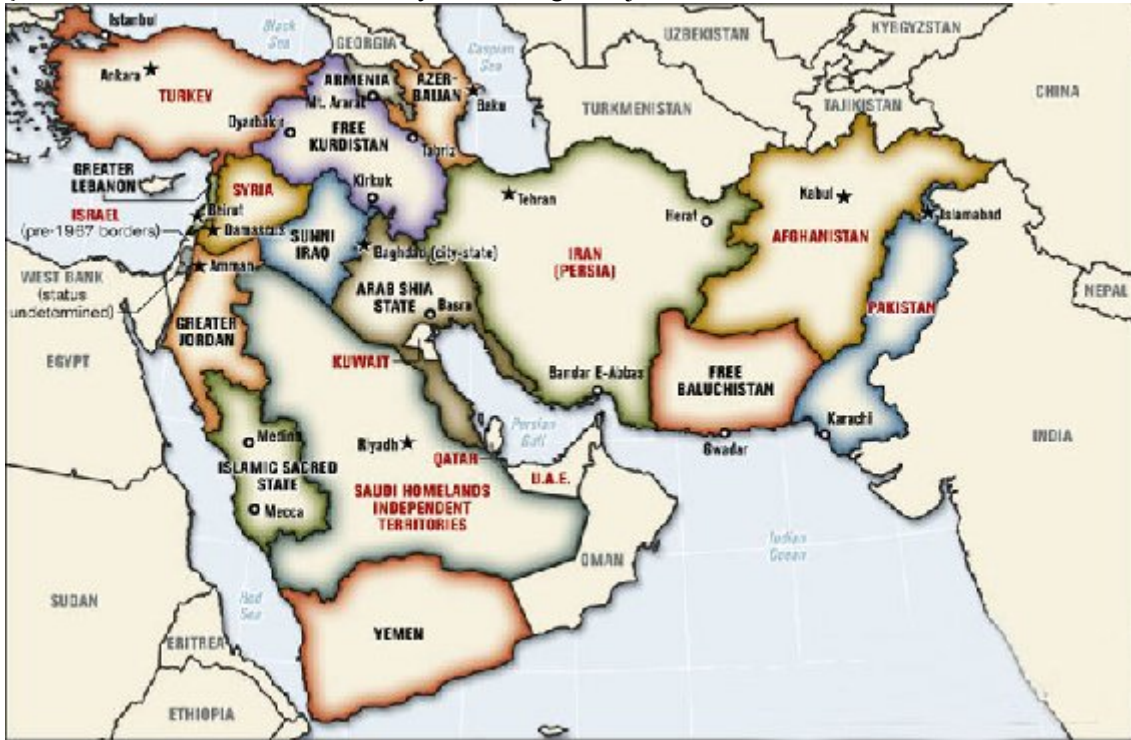 Istanbul
Black
Sea
GEORGIA
Caspian
Sea
UZBEKISTAN
KYRGYZSTAN
Ankara
TURKEY
ARMENIA
Mt. Ararat
AZER-
BAIJAN
Baku
TURKMENISTAN
TAJIKISTAN
CHINA
FREE
KURDISTAN
Tabriz
GREATER
LEBANON
SYRIA
Kirkuk
Tehran
Herat
Kabul
Islamabad
ISRAEL
(pre-1967 borders)
Beirut
Damascus
SUNNI
IRAQ
Baghdad (city-state)
IRAN
(PERSIA)
AFGHANISTAN
WEST BANK
(status
undetermined)
Amman
ARAB SHIA
STATE
Basra
PAKISTAN
NEPAL
GREATER
JORDAN
EGYPT
KUWAIT
Bandar E-Abbas
FREE
BALUCHISTAN
Karachi
INDIA
Gwadar
Persian
Gulf
Medina
Riyadh
QATAR
U.A.E.
ISLAMIC SACRED
STATE
Mecca
SAUDI HOMELANDS
INDEPENDENT
TERRITORIES
OMAN
Indian
Ocean
SUDAN
Red
Sea
YEMEN
ERITREA
ETHIOPIA